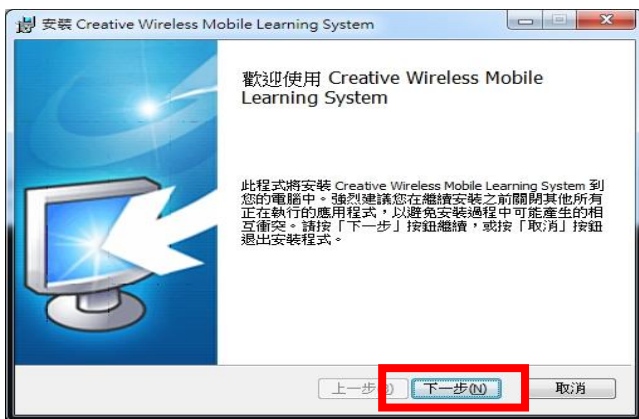 安裝 Creative Wireless Mobile Learning System
歡迎使用 Creative Wireless Mobile
Learning System
此程式將安裝 Creative Wireless Mobile Learning System 到
您的電腦中。強烈建議您在繼續安裝之前關閉其他所有
正在執行的應用程式，以避免安裝過程中可能產生的相
互衝突。請按「下一步」按鈕繼續，或按「取消」按鈕
退出安裝程式。
上一步 下一步(N) 取消